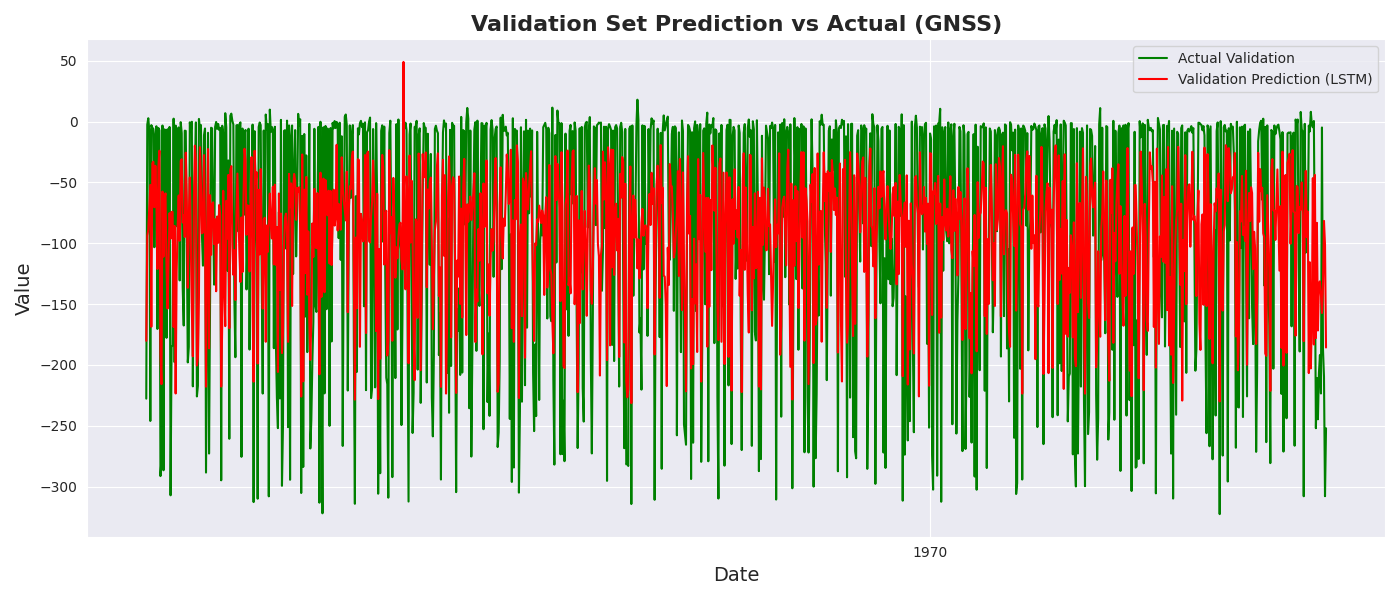 Validation Set Prediction vs Actual (GNSS)
Actual Validation
Validation Prediction (LSTM)
50
0
−50
−100
−150
−200
−250
−300
Value
1970
Date